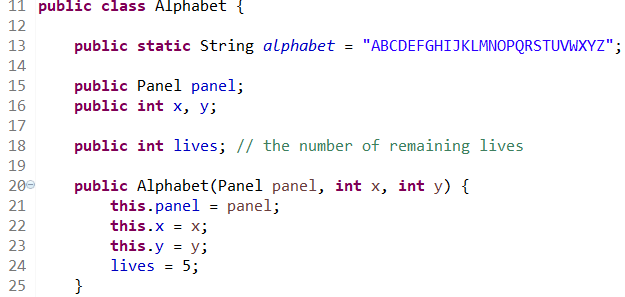 11 public class Alphabet {
12
13     public static String alphabet = "ABCDEFGHIJKLMNOPQRSTUVWXYZ";
14
15     public Panel panel;
16     public int x, y;
17
18     public int lives; // the number of remaining lives
19
20     public Alphabet(Panel panel, int x, int y) {
21         this.panel = panel;
22         this.x = x;
23         this.y = y;
24         lives = 5;
25     }